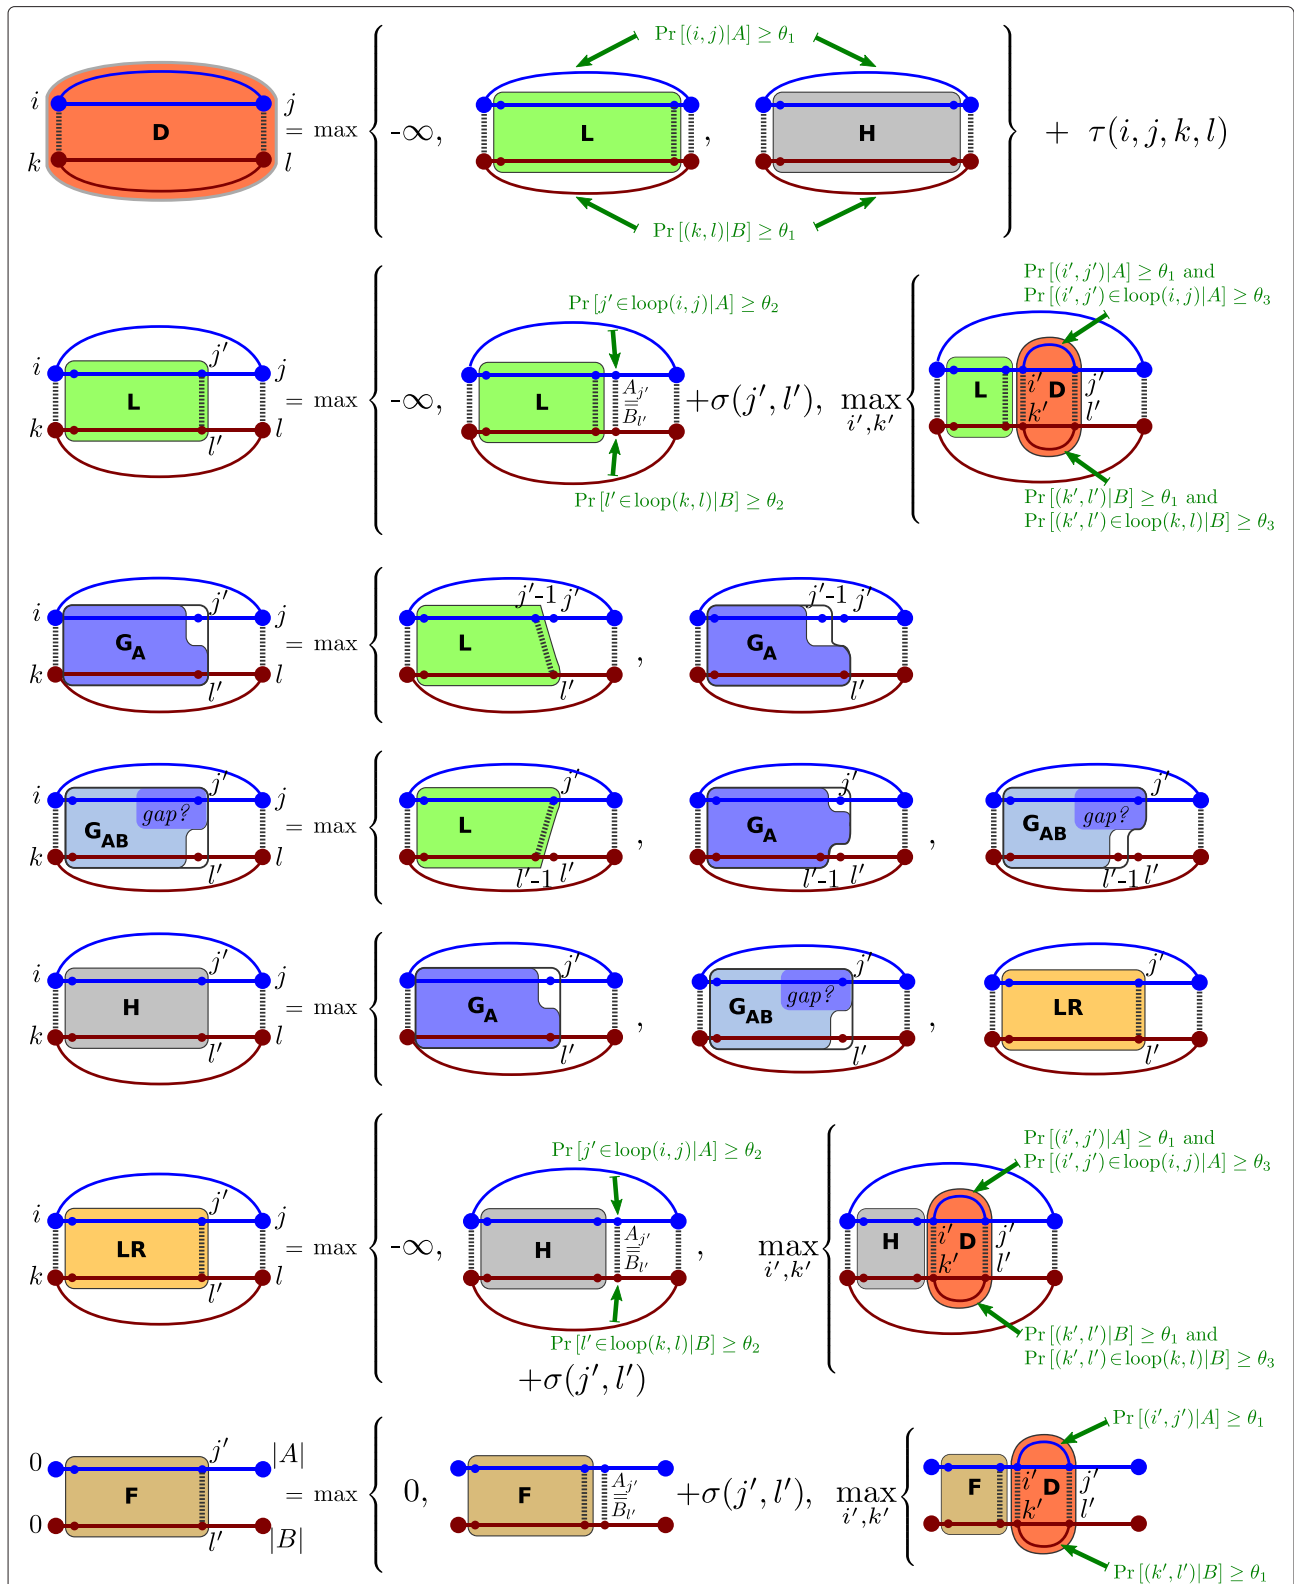 Pr [(i, j)|A] ≥ θ₁
i j D k l = max { -∞, L , H } + τ(i, j, k, l)
Pr [(k, l)|B] ≥ θ₁
Pr [(i′, j′)|A] ≥ θ₁ and
Pr [(i′, j′)∈loop(i, j)|A] ≥ θ₃
Pr [j′∈loop(i, j)|A] ≥ θ₂
i j′ j L k l′ l = max { -∞, L A_{j′} = B_{l′} +σ(j′, l′), max i′,k′ { L i′ D j′ k′ l′
Pr [l′∈loop(k, l)|B] ≥ θ₂
Pr [(k′, l′)|B] ≥ θ₁ and
Pr [(k′, l′)∈loop(k, l)|B] ≥ θ₃
i j′ j G_A k l′ l = max { L j′-1 j′ l′ , G_A j′-1 j′ l′
i j′ j gap? G_AB k l′ l = max { L j′ l′-1 l′ , G_A j′ l′-1 l′ , G_AB gap? j′ l′-1 l′
i j′ j H k l′ l = max { G_A j′ l′ , G_AB gap? j′ l′ , LR j′ l′
Pr [j′∈loop(i, j)|A] ≥ θ₂
Pr [(i′, j′)|A] ≥ θ₁ and
Pr [(i′, j′)∈loop(i, j)|A] ≥ θ₃
i j′ j LR k l′ l = max { -∞, H A_{j′} = B_{l′} , max i′,k′ { H i′ D j′ k′ l′
Pr [l′∈loop(k, l)|B] ≥ θ₂
+σ(j′, l′)
Pr [(k′, l′)|B] ≥ θ₁ and
Pr [(k′, l′)∈loop(k, l)|B] ≥ θ₃
Pr [(i′, j′)|A] ≥ θ₁
0 j′ |A| F 0 l′ |B| = max { 0, F A_{j′} = B_{l′} +σ(j′, l′), max i′,k′ { F i′ D j′ k′ l′
Pr [(k′, l′)|B] ≥ θ₁